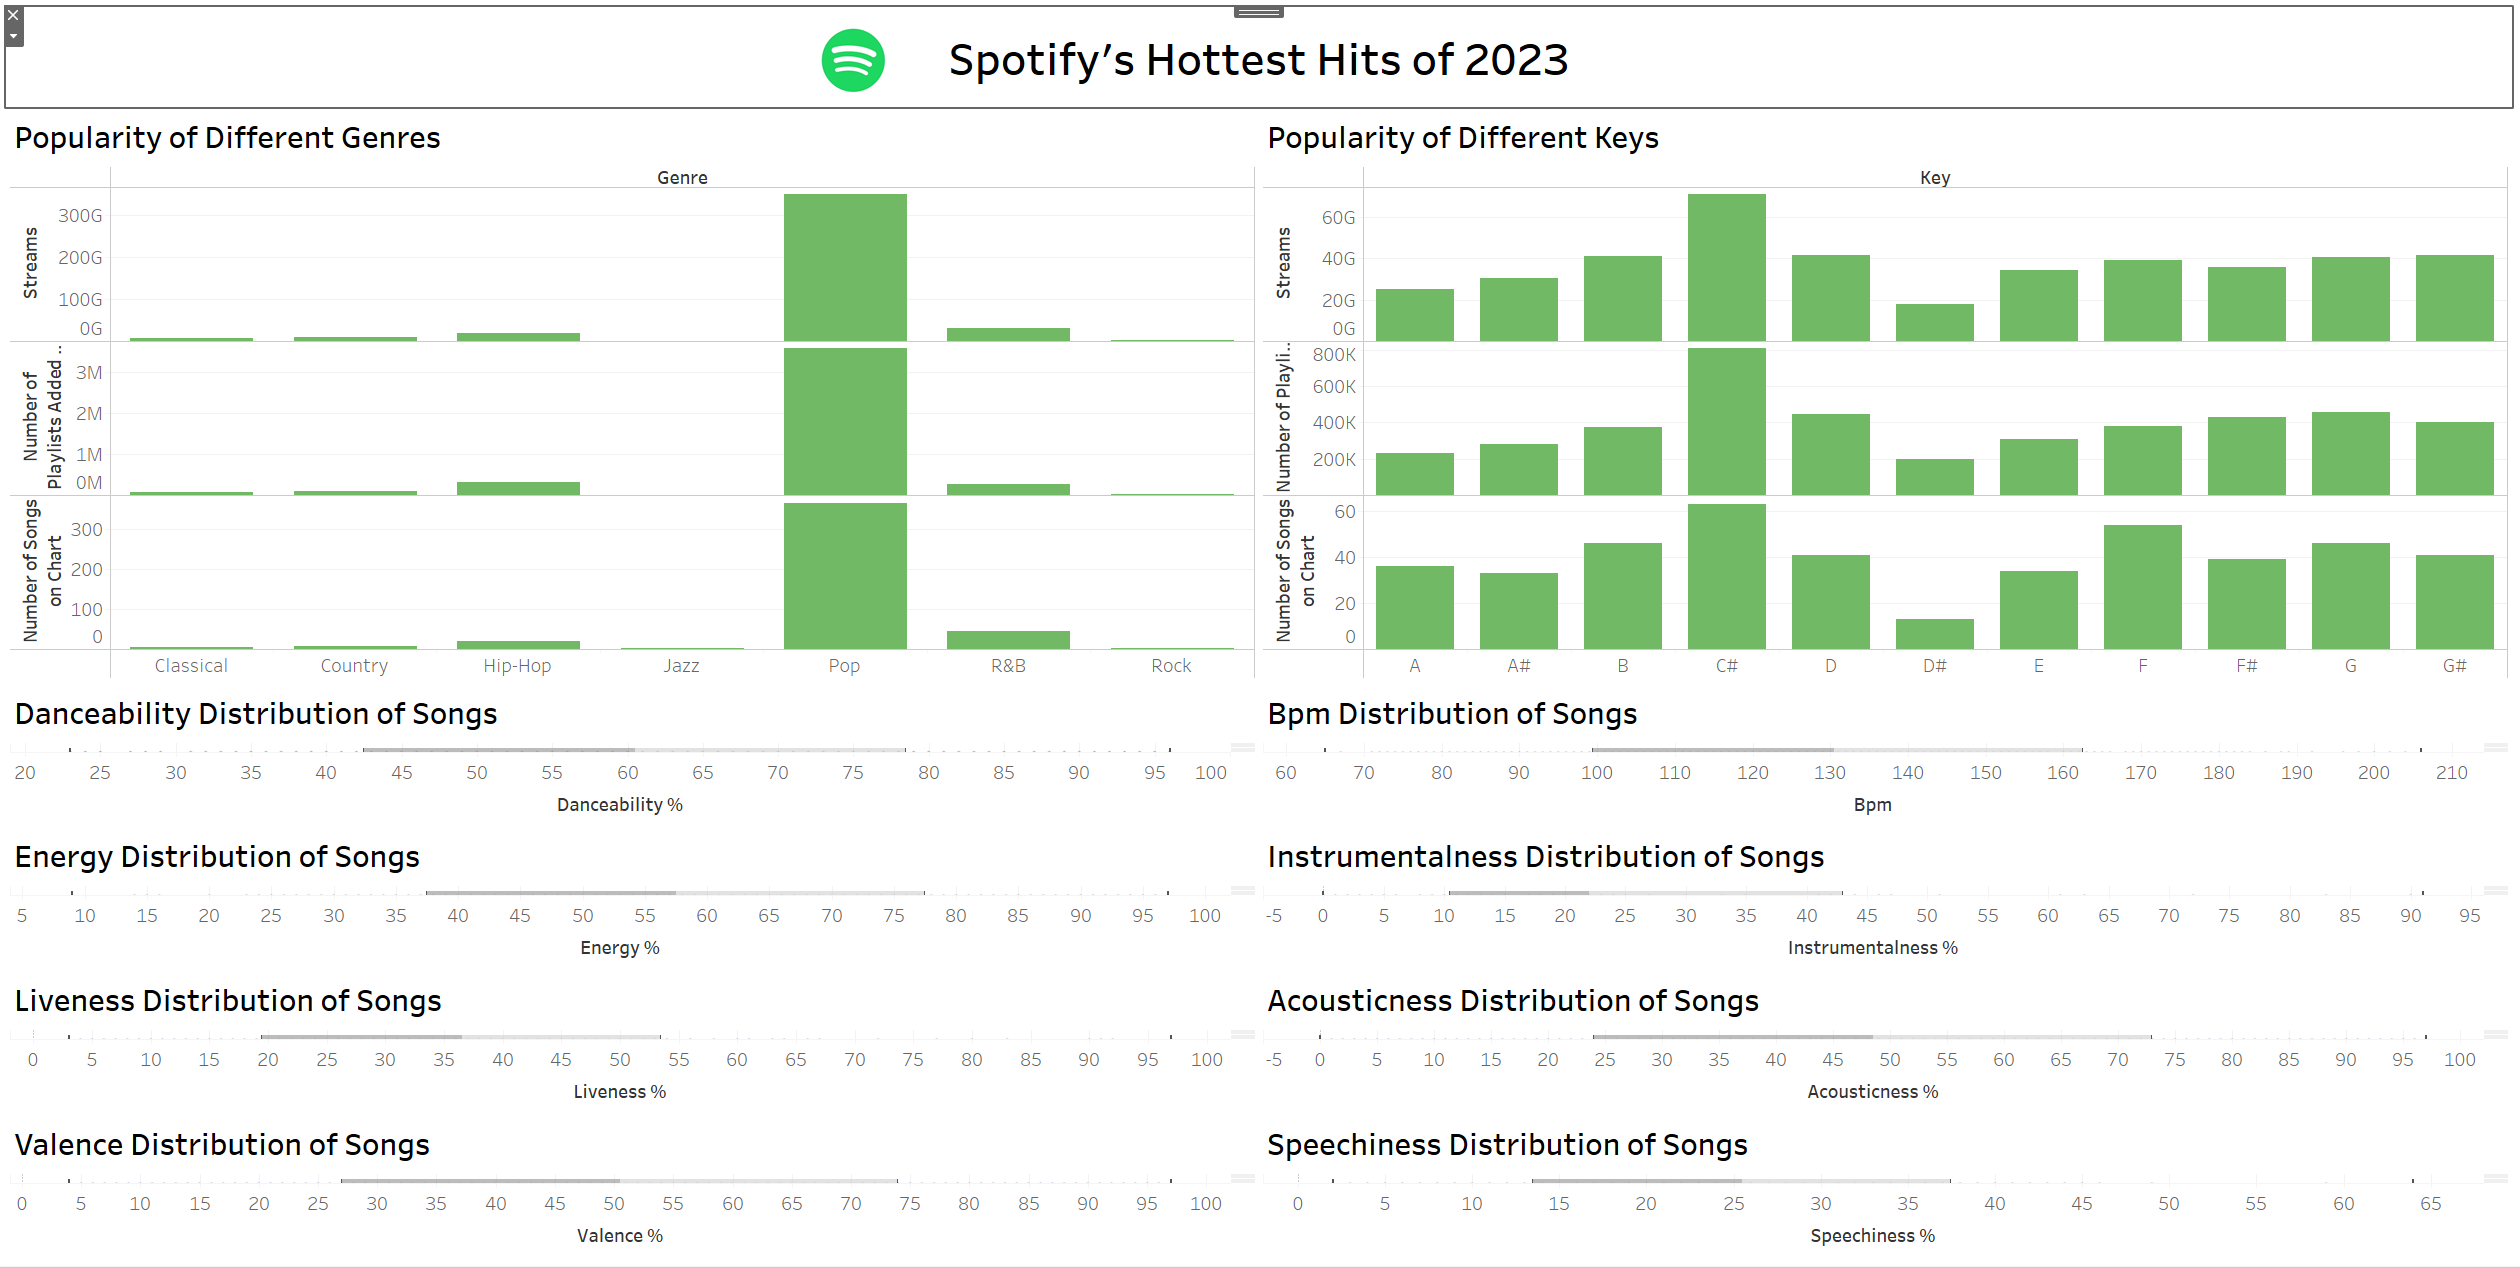 Spotify's Hottest Hits of 2023
Popularity of Different Genres
Genre
Streams
300G
200G
100G
0G
Number of
Playlists Added ..
3M
2M
1M
0M
Number of Songs
on Chart
300
200
100
0
Classical Country Hip-Hop Jazz Pop R&B Rock
Popularity of Different Keys
Key
Streams
60G
40G
20G
0G
Number of Playli..
800K
600K
400K
200K
Number of Songs
on Chart
60
40
20
0
A A# B C# D D# E F F# G G#
Danceability Distribution of Songs
20 25 30 35 40 45 50 55 60 65 70 75 80 85 90 95 100
Danceability %
Bpm Distribution of Songs
60 70 80 90 100 110 120 130 140 150 160 170 180 190 200 210
Bpm
Energy Distribution of Songs
5 10 15 20 25 30 35 40 45 50 55 60 65 70 75 80 85 90 95 100
Energy %
Instrumentalness Distribution of Songs
-5 0 5 10 15 20 25 30 35 40 45 50 55 60 65 70 75 80 85 90 95
Instrumentalness %
Liveness Distribution of Songs
0 5 10 15 20 25 30 35 40 45 50 55 60 65 70 75 80 85 90 95 100
Liveness %
Acousticness Distribution of Songs
-5 0 5 10 15 20 25 30 35 40 45 50 55 60 65 70 75 80 85 90 95 100
Acousticness %
Valence Distribution of Songs
0 5 10 15 20 25 30 35 40 45 50 55 60 65 70 75 80 85 90 95 100
Valence %
Speechiness Distribution of Songs
0 5 10 15 20 25 30 35 40 45 50 55 60 65
Speechiness %